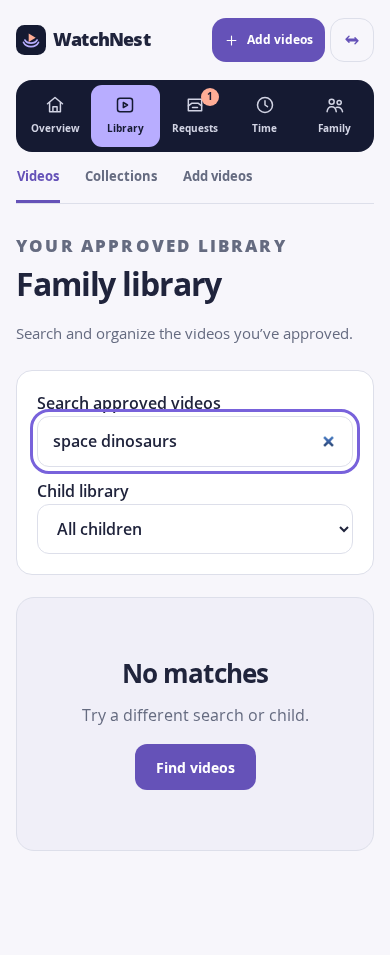 WatchNest
Add videos
Overview
Library
1
Requests
Time
Family
Videos
Collections
Add videos
YOUR APPROVED LIBRARY
Family library
Search and organize the videos you’ve approved.
Search approved videos
space dinosaurs
Child library
All children
No matches
Try a different search or child.
Find videos